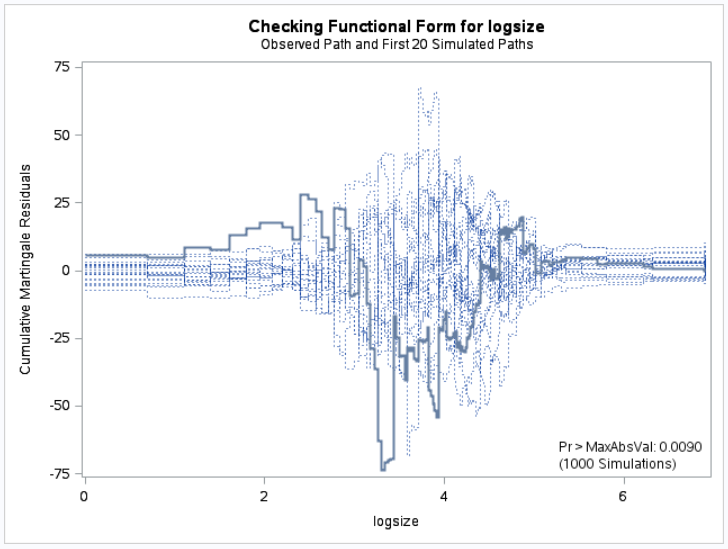 Checking Functional Form for logsize
Observed Path and First 20 Simulated Paths
75
50
25
0
-25
-50
-75
Cumulative Martingale Residuals
Pr > MaxAbsVal: 0.0090
(1000 Simulations)
0
2
4
6
logsize